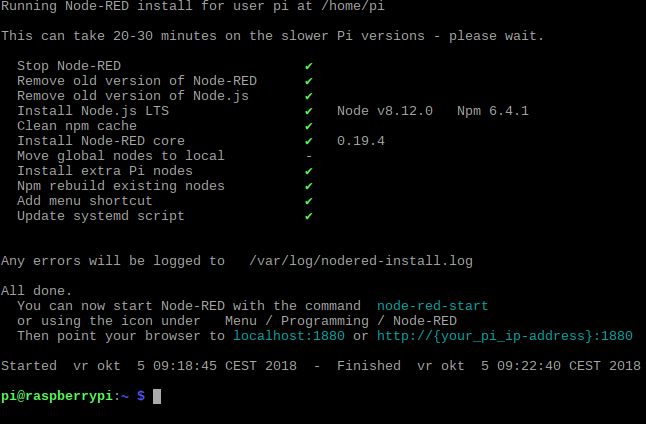 Running Node-RED install for user pi at /home/pi
This can take 20-30 minutes on the slower Pi versions - please wait.
Stop Node-RED ✔
Remove old version of Node-RED ✔
Remove old version of Node.js ✔
Install Node.js LTS ✔ Node v8.12.0 Npm 6.4.1
Clean npm cache ✔
Install Node-RED core ✔ 0.19.4
Move global nodes to local -
Install extra Pi nodes ✔
Npm rebuild existing nodes ✔
Add menu shortcut ✔
Update systemd script ✔
Any errors will be logged to /var/log/nodered-install.log
All done.
You can now start Node-RED with the command node-red-start
or using the icon under Menu / Programming / Node-RED
Then point your browser to localhost:1880 or http://{your_pi_ip-address}:1880
Started vr okt 5 09:18:45 CEST 2018 - Finished vr okt 5 09:22:40 CEST 2018
pi@raspberrypi:~ $